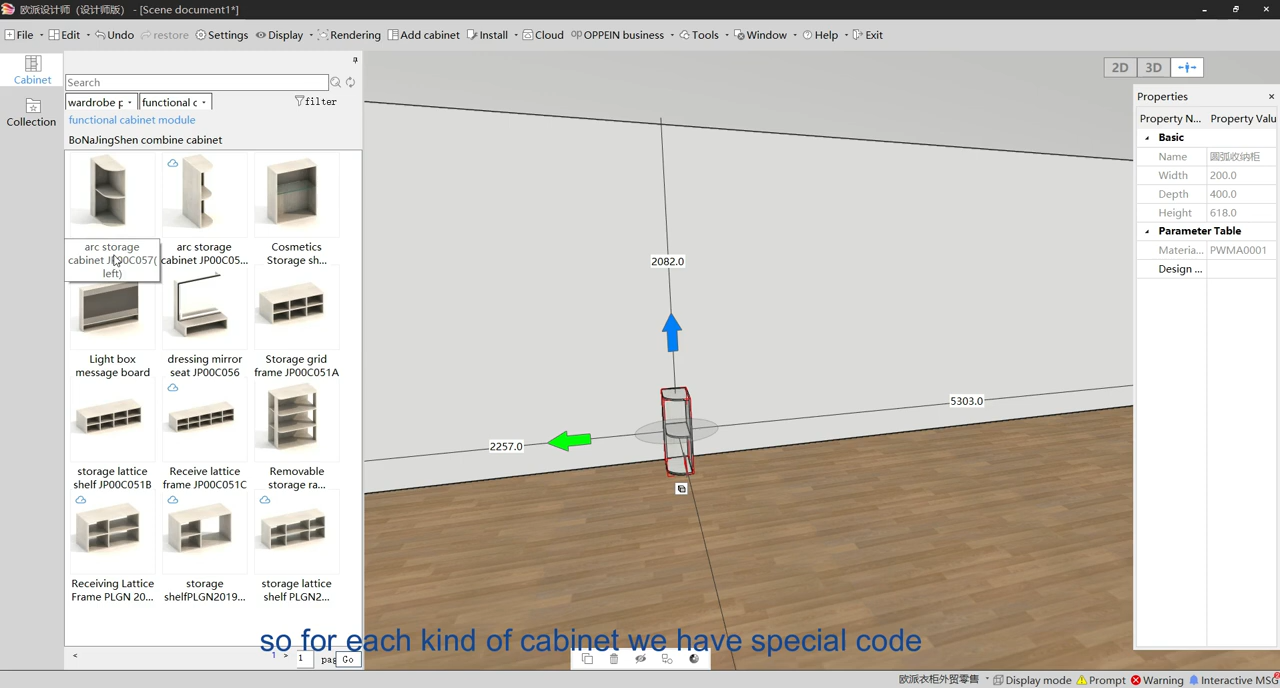 欧派设计师（设计师版） - [Scene document1*]
File Edit Undo restore Settings Display Rendering Add cabinet Install Cloud OPPEIN business Tools Window Help Exit
Cabinet
Collection
Search
wardrobe p functional c filter
functional cabinet module
BoNaJingShen combine cabinet
arc storage
cabinet JP00C057(
left)
arc storage
cabinet JP00C05...
Cosmetics
Storage sh...
Light box
message board
dressing mirror
seat JP00C056
Storage grid
frame JP00C051A
storage lattice
shelf JP00C051B
Receive lattice
frame JP00C051C
Removable
storage ra...
Receiving Lattice
Frame PLGN 20...
storage
shelfPLGN2019...
storage lattice
shelf PLGN2...
< 1 > 1 pag Go
2D 3D
2082.0
5303.0
2257.0
Properties
Property N... Property Valu
Basic
Name 圆弧收纳柜
Width 200.0
Depth 400.0
Height 618.0
Parameter Table
Materia... PWMA0001
Design ...
so for each kind of cabinet we have special code
欧派衣柜外贸零售 Display mode Prompt Warning Interactive MSG